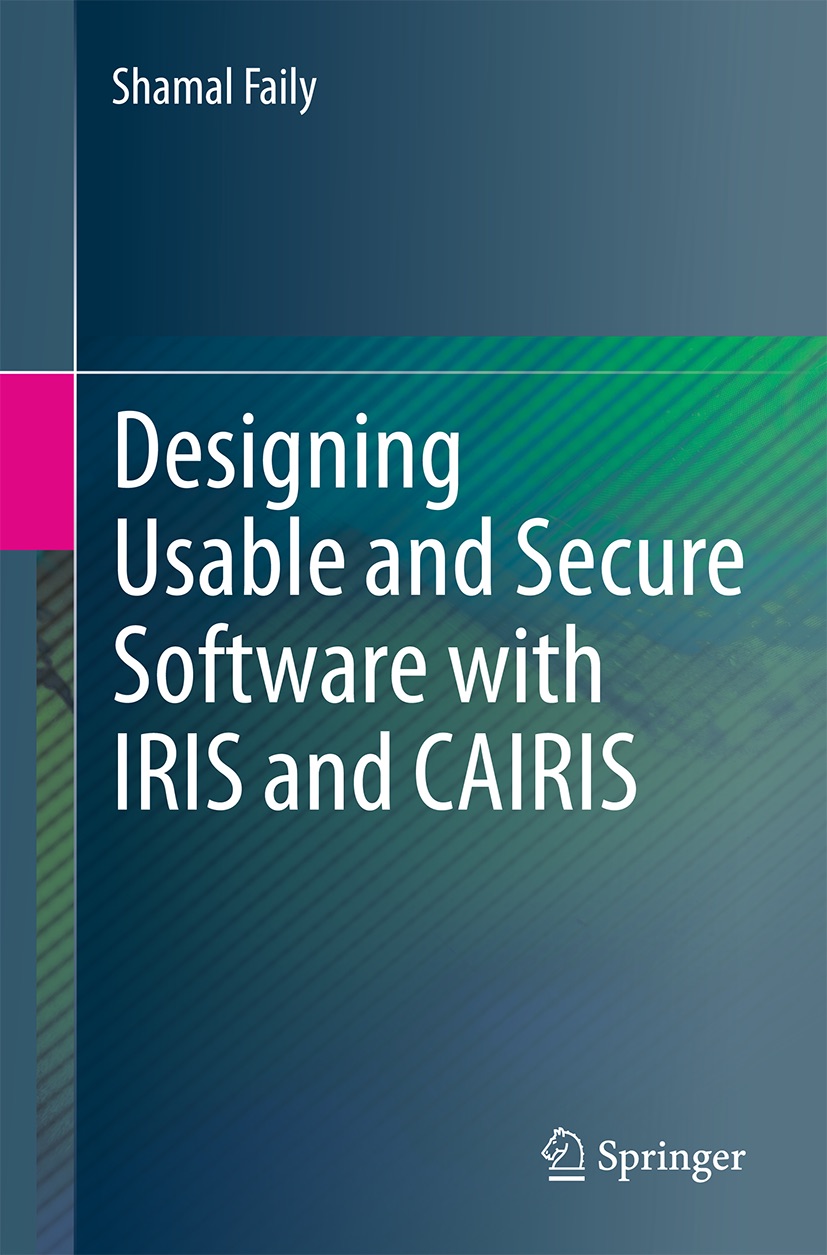 Shamal Faily
Designing
Usable and Secure
Software with
IRIS and CAIRIS
Springer